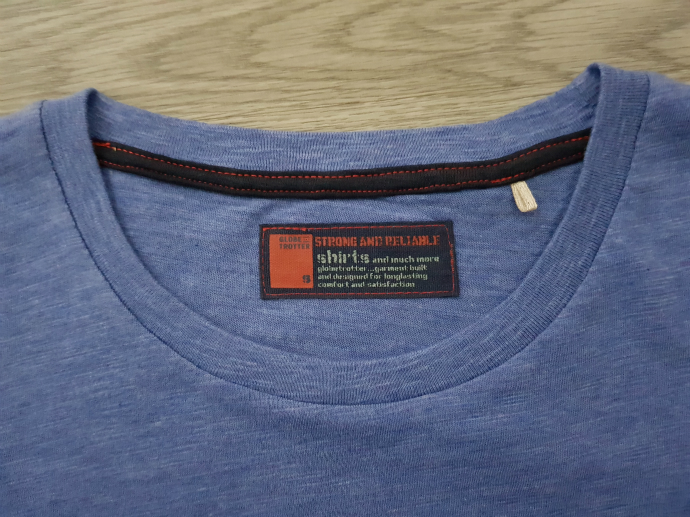 GLOBE
TROTTER
S
STRONG AND RELIABLE
shirts and much more
globetrotter...garment built
and designed for longlasting
comfort and satisfaction